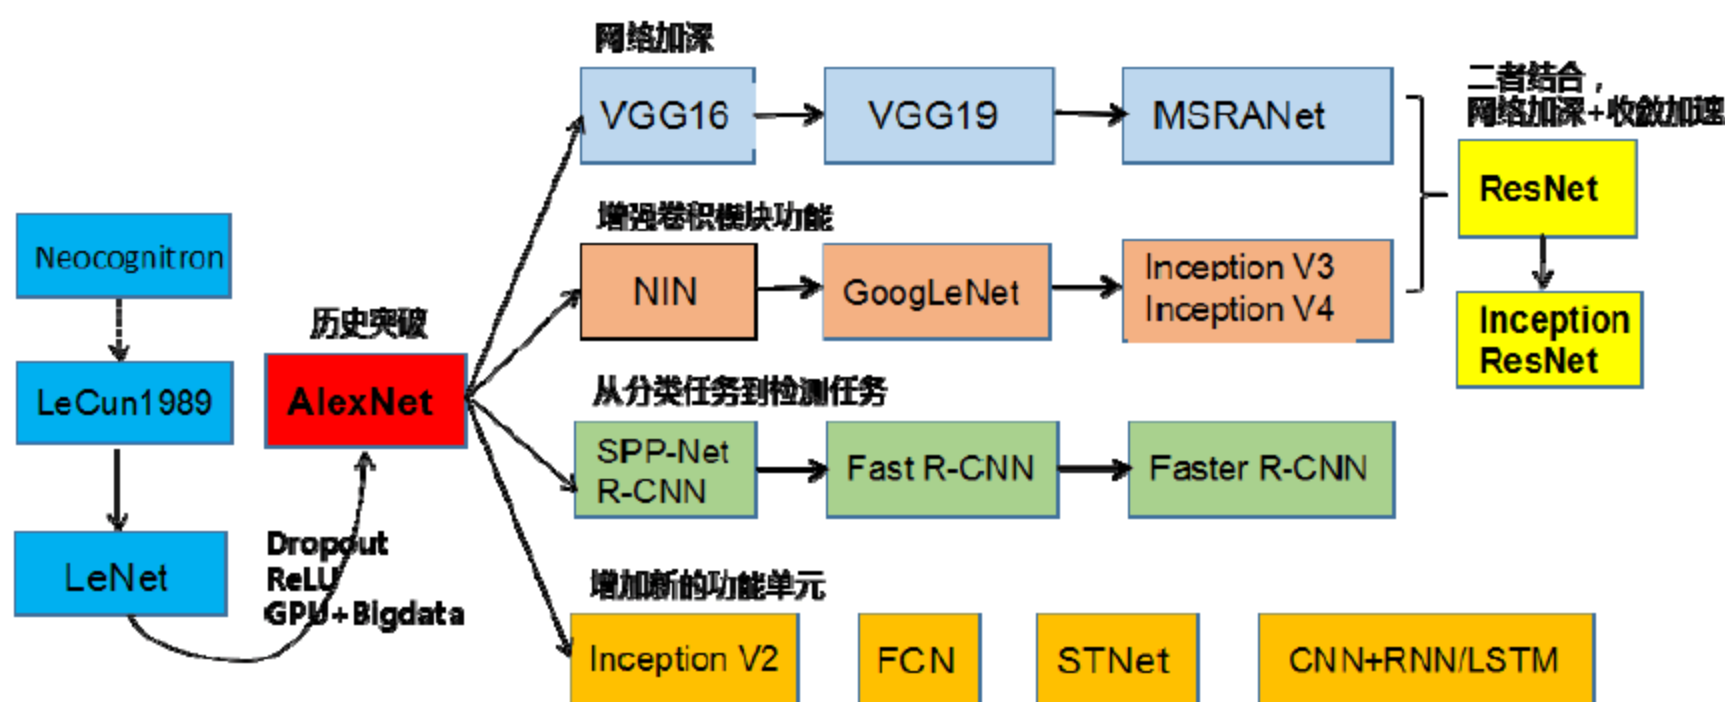 Neocognitron
LeCun1989
LeNet
Dropout
ReLU
GPU+Bigdata
历史突破
AlexNet
网络加深
VGG16
VGG19
MSRANet
增强卷积模块功能
NIN
GoogLeNet
Inception V3
Inception V4
从分类任务到检测任务
SPP-Net
R-CNN
Fast R-CNN
Faster R-CNN
增加新的功能单元
Inception V2
FCN
STNet
CNN+RNN/LSTM
二者结合，
网络加深+收敛加速
ResNet
Inception
ResNet